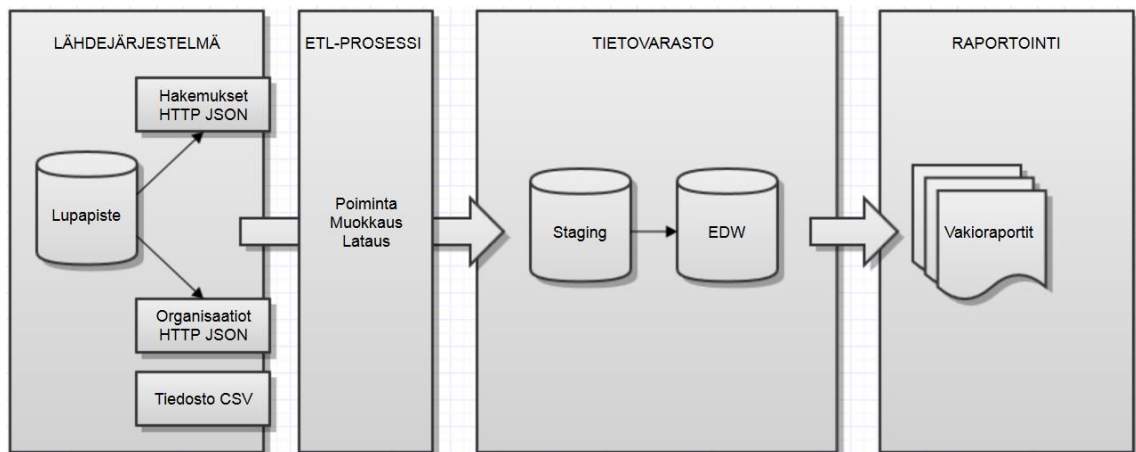 LÄHDEJÄRJESTELMÄ
Hakemukset
HTTP JSON
Lupapiste
Organisaatiot
HTTP JSON
Tiedosto CSV
ETL-PROSESSI
Poiminta
Muokkaus
Lataus
TIETOVARASTO
Staging
EDW
RAPORTOINTI
Vakioraportit